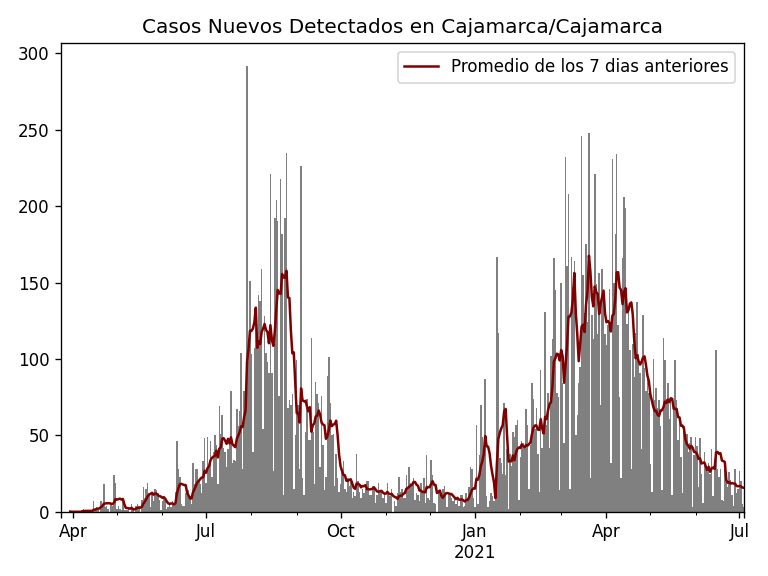 Casos Nuevos Detectados en Cajamarca/Cajamarca
Promedio de los 7 dias anteriores
300
250
200
150
100
50
0
Apr Jul Oct Jan Apr Jul
2021